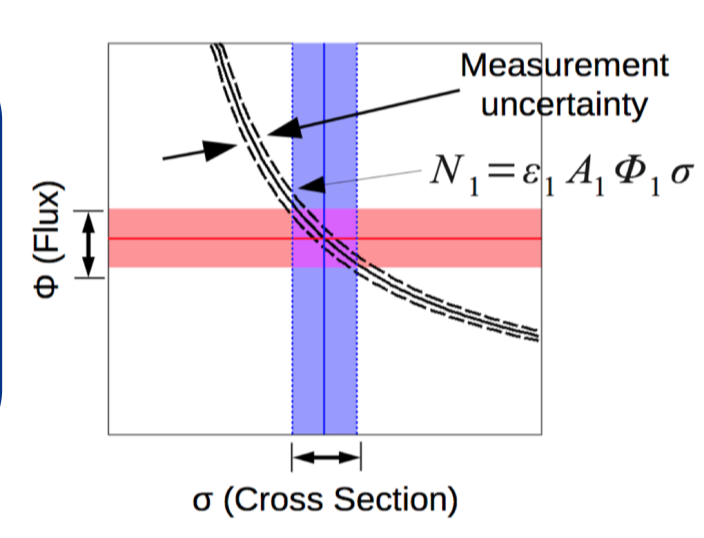 Measurement
uncertainty
N₁=ε₁ A₁ Φ₁ σ
Φ (Flux)
σ (Cross Section)